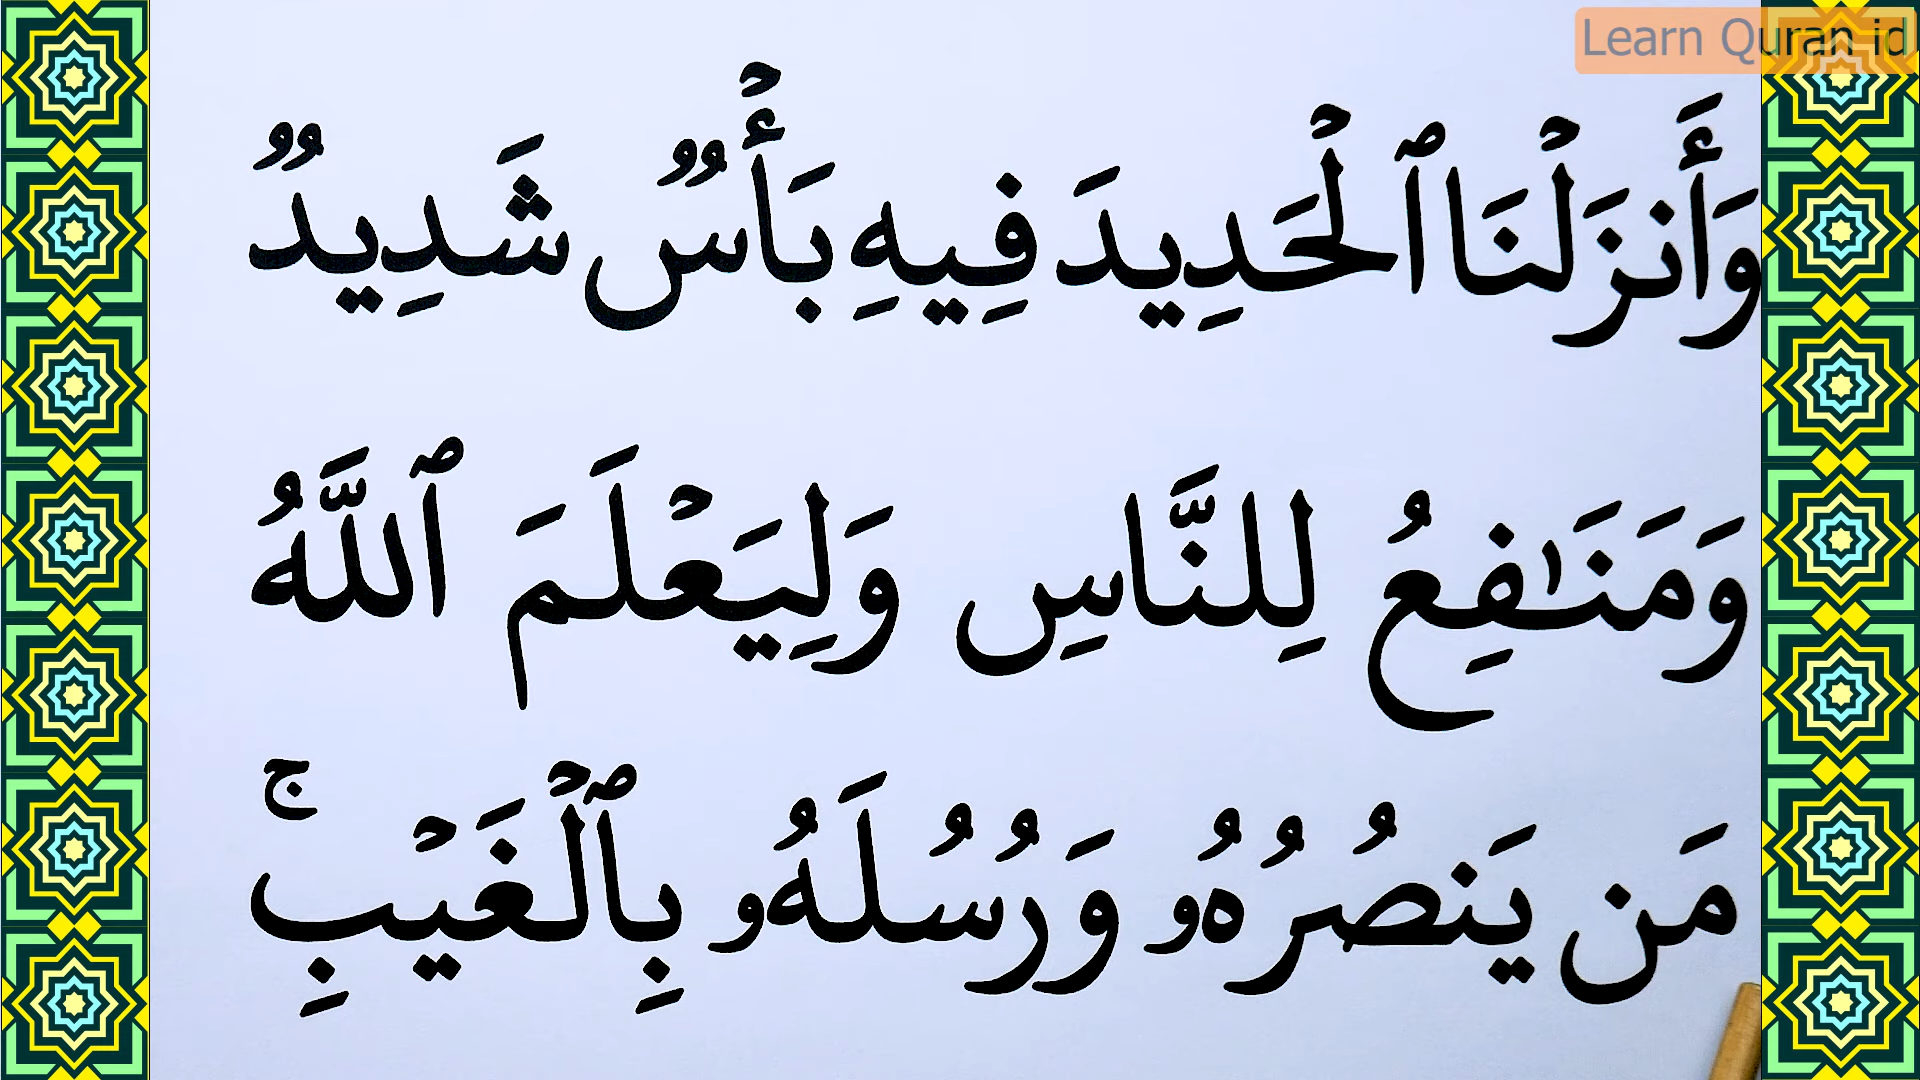 Learn Quran id
وَأَنزَلْنَا ٱلْحَدِيدَ فِيهِ بَأْسٌ شَدِيدٌ
وَمَنَـٰفِعُ لِلنَّاسِ وَلِيَعْلَمَ ٱللَّهُ
مَن يَنصُرُهُۥ وَرُسُلَهُۥ بِٱلْغَيْبِ ۚ